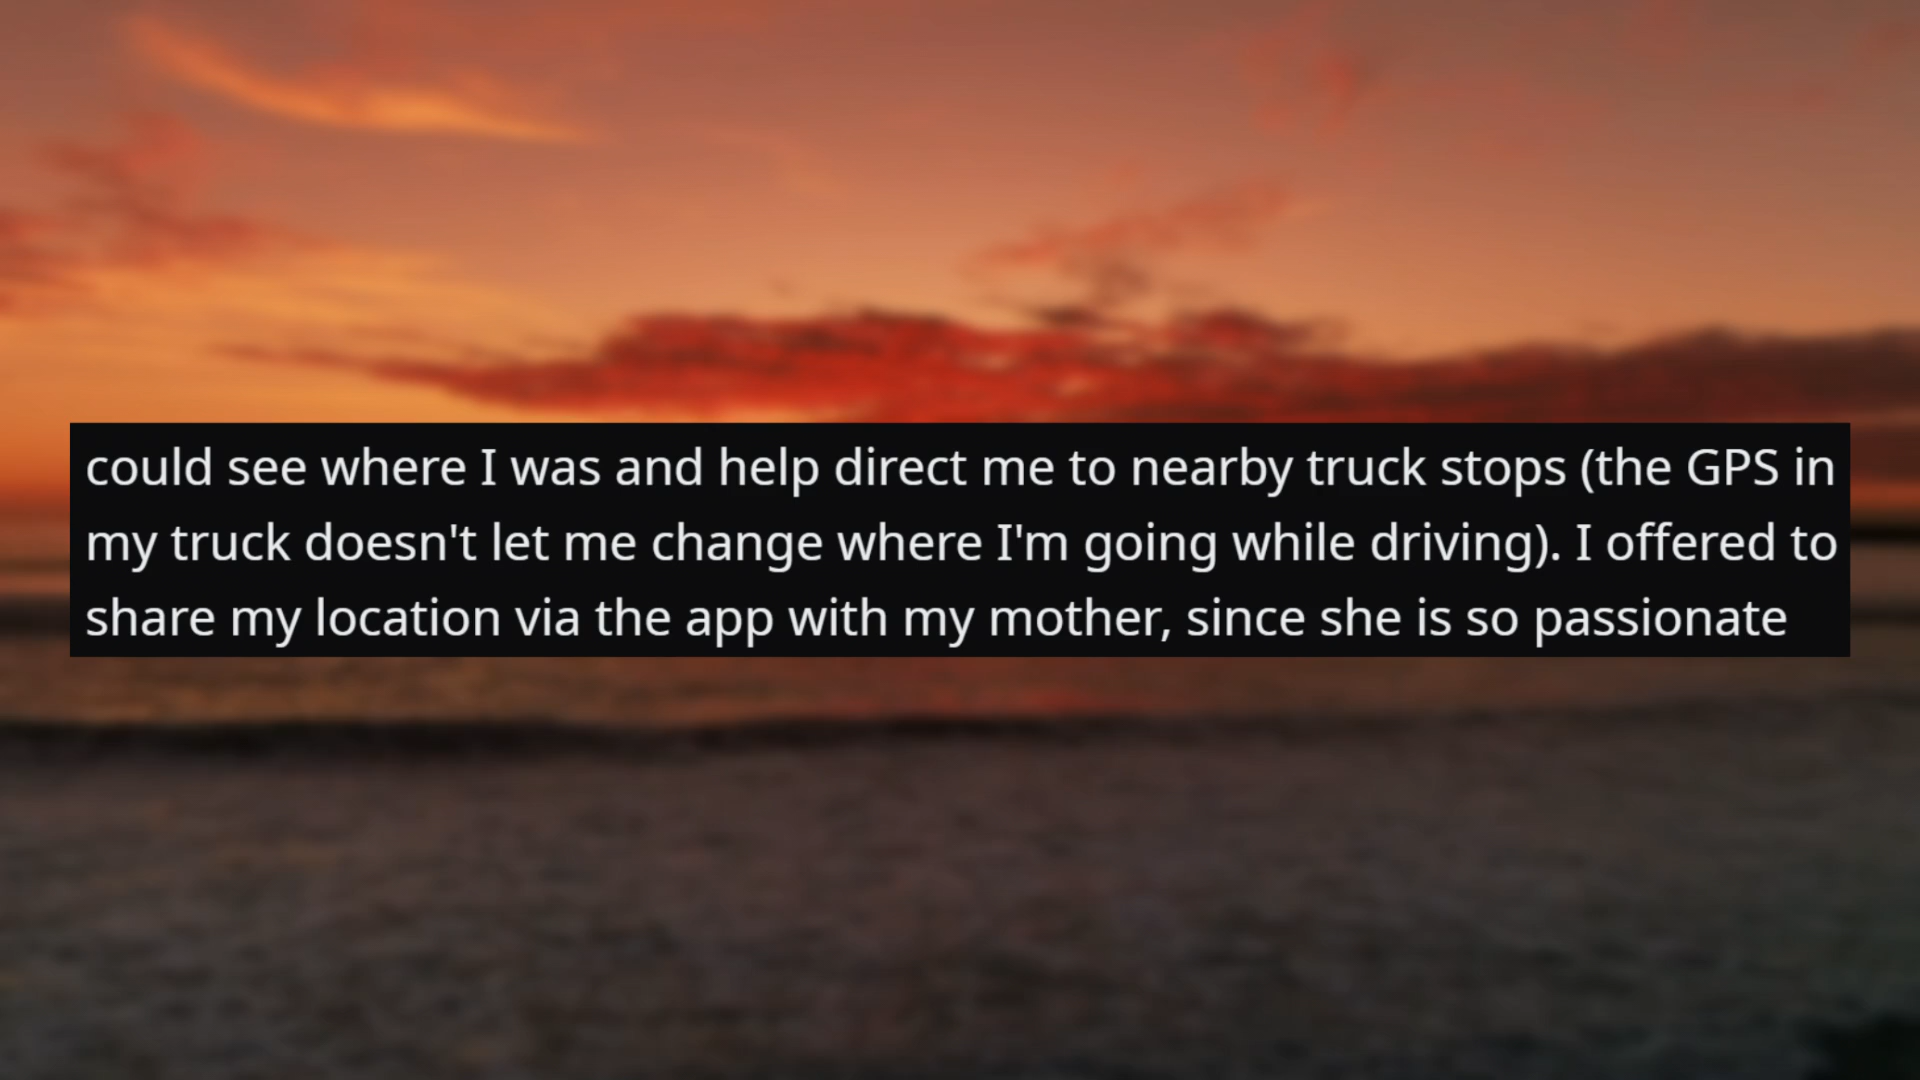 could see where I was and help direct me to nearby truck stops (the GPS in
my truck doesn't let me change where I'm going while driving). I offered to
share my location via the app with my mother, since she is so passionate